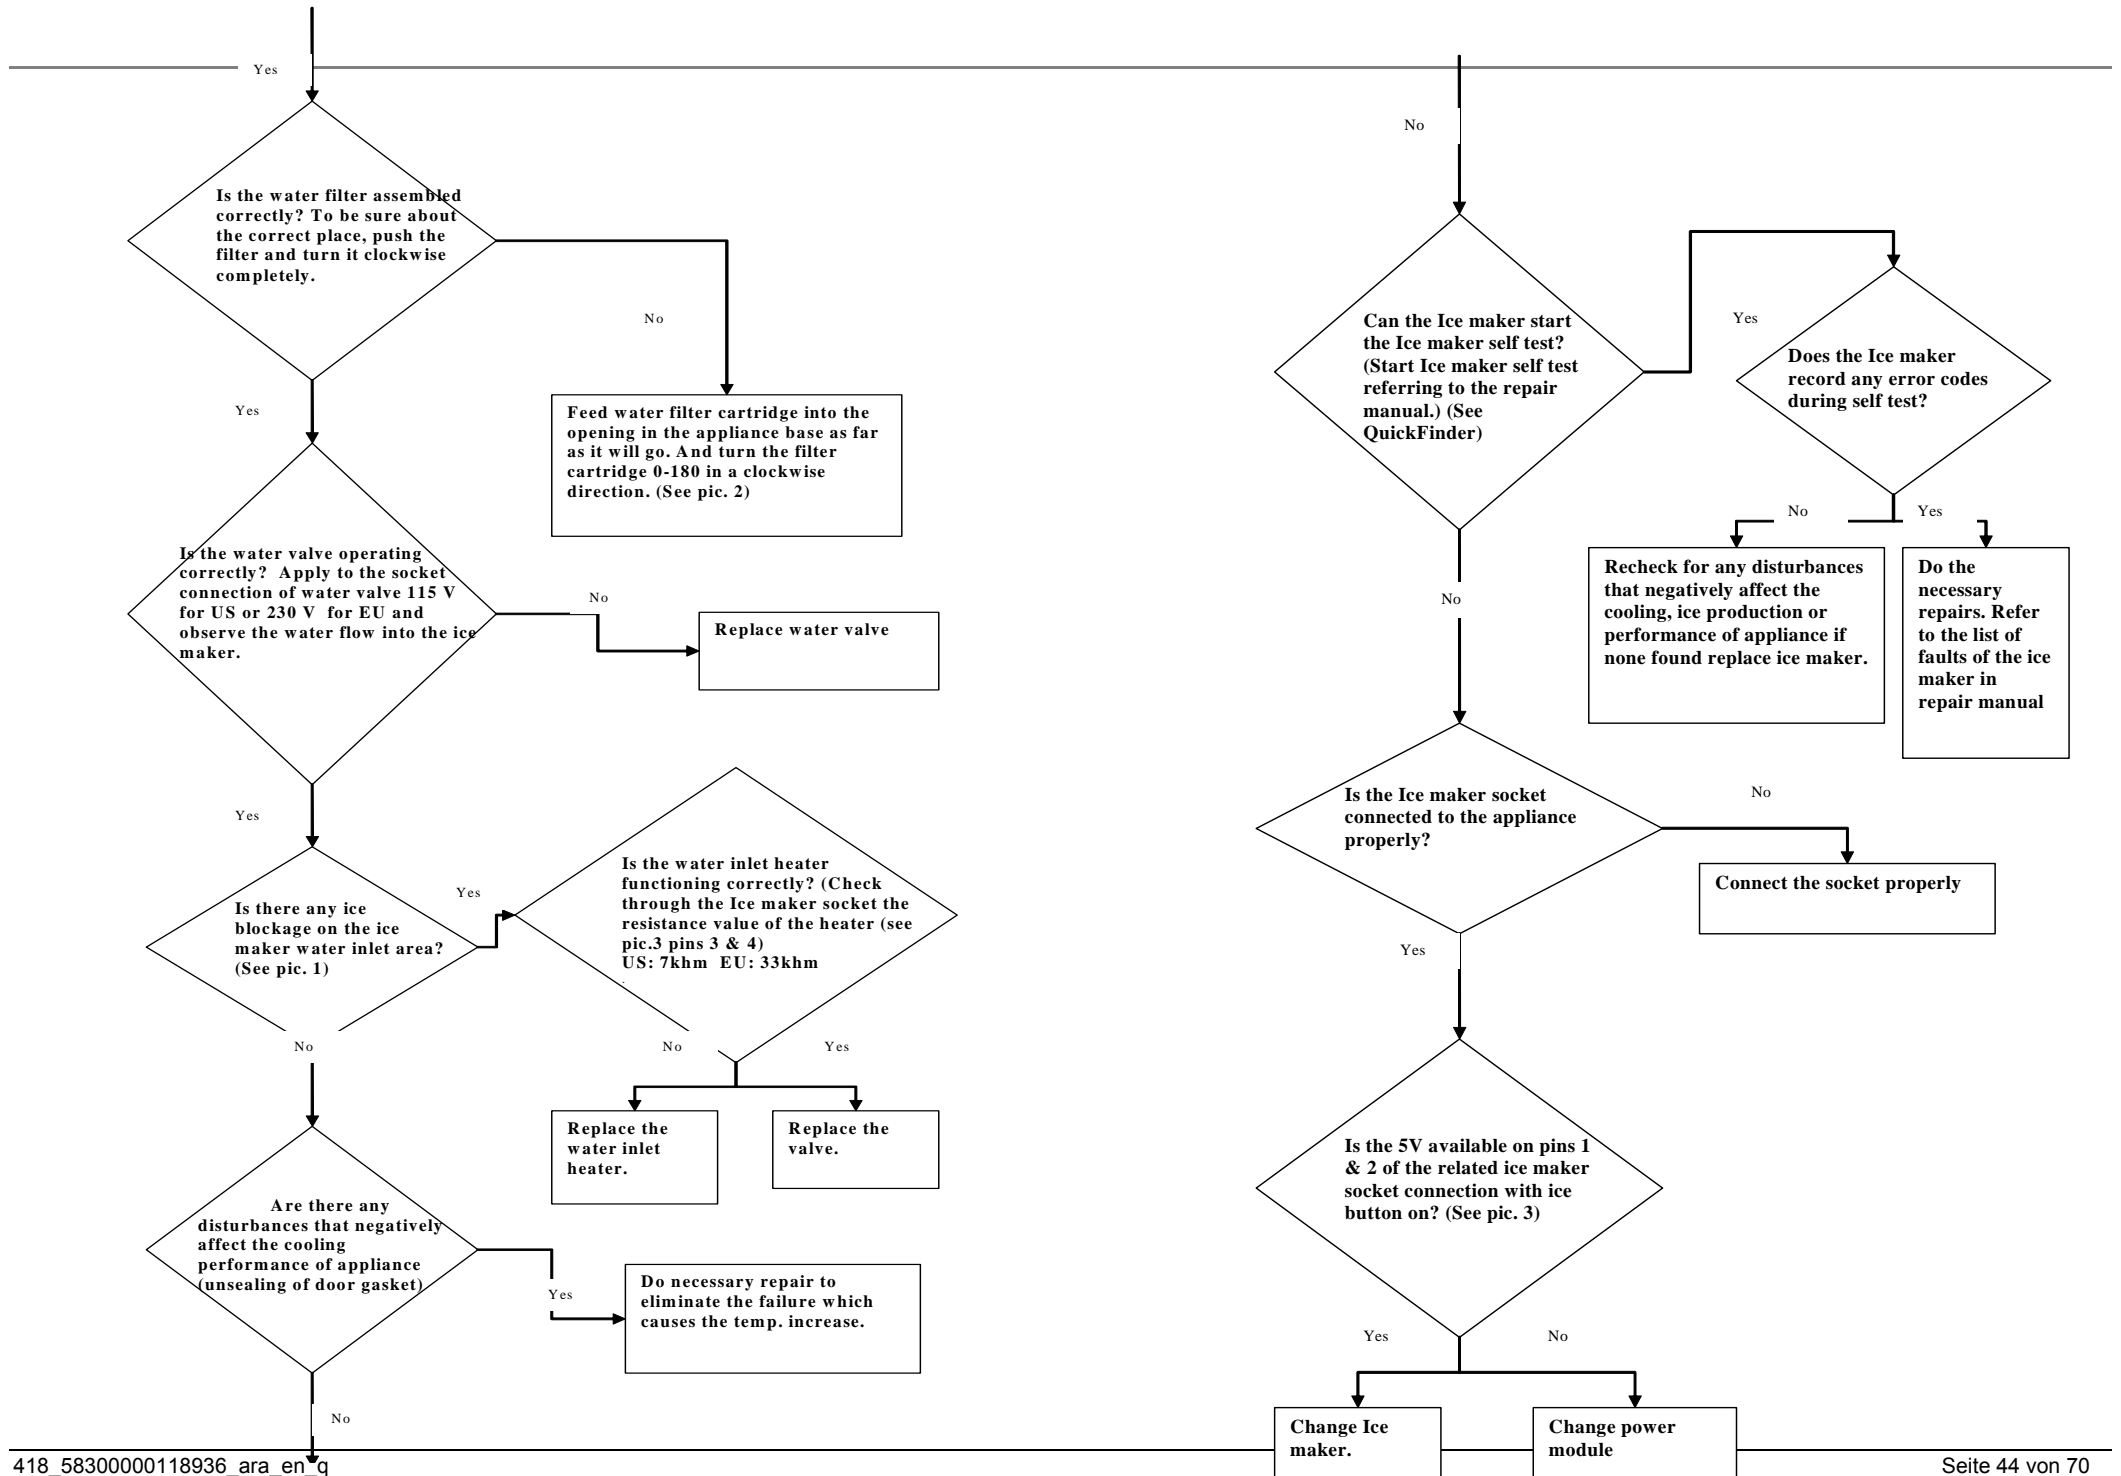 Yes
Is the water filter assembled
correctly? To be sure about
the correct place, push the
filter and turn it clockwise
completely.
No
Yes
Feed water filter cartridge into the
opening in the appliance base as far
as it will go. And turn the filter
cartridge 0-180 in a clockwise
direction. (See pic. 2)
Is the water valve operating
correctly? Apply to the socket
connection of water valve 115 V
for US or 230 V for EU and
observe the water flow into the ice
maker.
No
Replace water valve
Yes
Is there any ice
blockage on the ice
maker water inlet area?
(See pic. 1)
Yes
Is the water inlet heater
functioning correctly? (Check
through the Ice maker socket the
resistance value of the heater (see
pic.3 pins 3 & 4)
US: 7khm EU: 33khm
.
No
No
Yes
Replace the
water inlet
heater.
Replace the
valve.
Are there any
disturbances that negatively
affect the cooling
performance of appliance
(unsealing of door gasket)
Yes
Do necessary repair to
eliminate the failure which
causes the temp. increase.
No
No
Can the Ice maker start
the Ice maker self test?
(Start Ice maker self test
referring to the repair
manual.) (See
QuickFinder)
Yes
Does the Ice maker
record any error codes
during self test?
No
Yes
Recheck for any disturbances
that negatively affect the
cooling, ice production or
performance of appliance if
none found replace ice maker.
Do the
necessary
repairs. Refer
to the list of
faults of the ice
maker in
repair manual
No
Is the Ice maker socket
connected to the appliance
properly?
No
Connect the socket properly
Yes
Is the 5V available on pins 1
& 2 of the related ice maker
socket connection with ice
button on? (See pic. 3)
Yes
No
Change Ice
maker.
Change power
module
418_58300000118936_ara_en_q
Seite 44 von 70